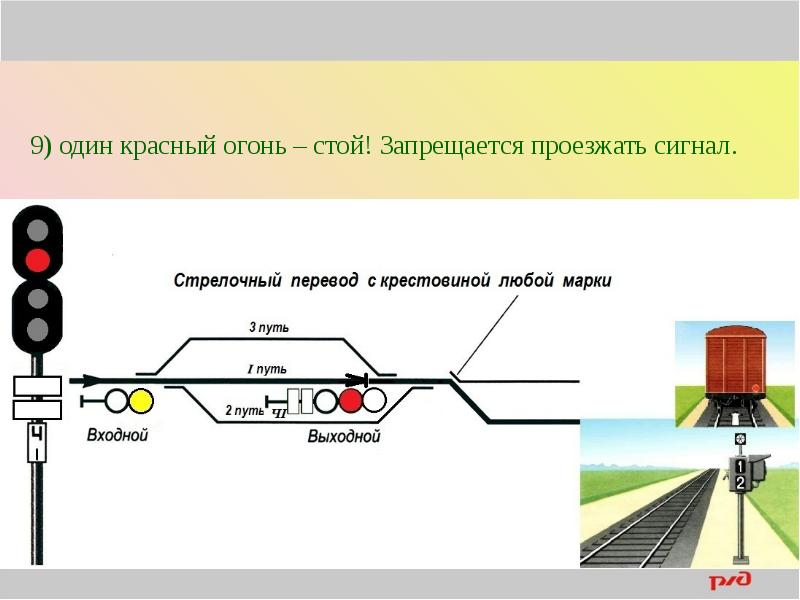 9) один красный огонь – стой! Запрещается проезжать сигнал.
Стрелочный перевод с крестовиной любой марки
3 путь
I путь
2 путь
ЧI
Входной
Выходной
Ч
I
1
2
ржд